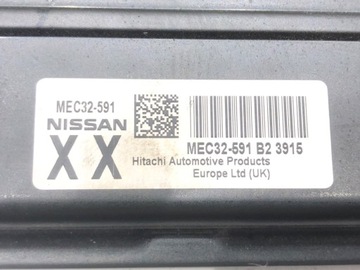 MEC32-591
NISSAN
XX
MEC32-591 B2 3915
Hitachi Automotive Products
Europe Ltd (UK)